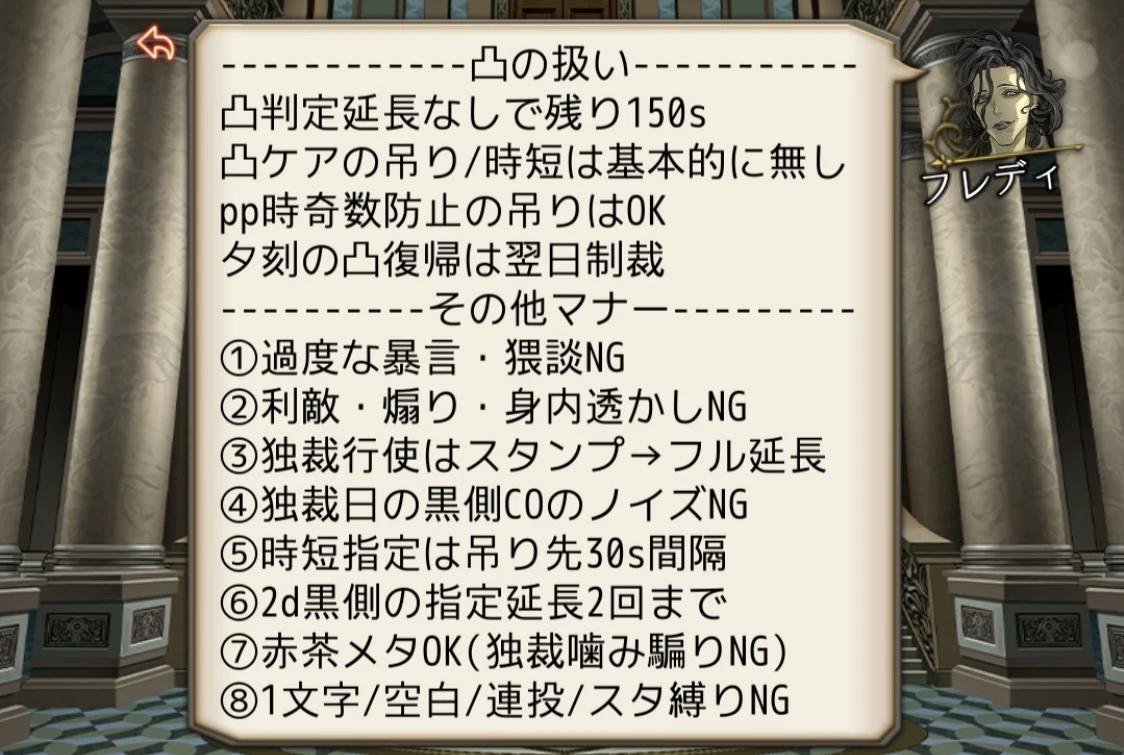 ------------凸の扱い-----------
凸判定延長なしで残り150s
凸ケアの吊り/時短は基本的に無し
pp時奇数防止の吊りはOK
夕刻の凸復帰は翌日制裁
----------その他マナー---------
①過度な暴言・猥談NG
②利敵・煽り・身内透かしNG
③独裁行使はスタンプ→フル延長
④独裁日の黒側COのノイズNG
⑤時短指定は吊り先30s間隔
⑥2d黒側の指定延長2回まで
⑦赤茶メタOK(独裁噛み騙りNG)
⑧1文字/空白/連投/スタ縛りNG
フレディ